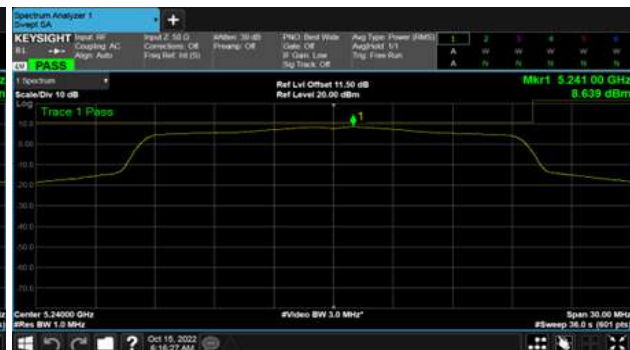 Spectrum Analyzer 1
Swept SA
KEYSIGHT
Input: RF
Coupling: AC
Align: Auto
Input Z: 50 Ω
Corrections: Off
Freq Ref: Int (S)
#Atten: 30 dB
Preamp: Off
PNO: Best Wide
Gate: Off
IF Gain: Low
Sig Track: Off
Avg Type: Power (RMS)
Avg|Hold: 1/1
Trig: Free Run
1 2 3 4 5 6
A W W W W W
A N N N N N
PASS
1 Spectrum
Scale/Div 10 dB
Ref Lvl Offset 11.50 dB
Ref Level 20.00 dBm
Mkr1 5.241 00 GHz
8.639 dBm
Log
Trace 1 Pass
1
10.0
0.00
-10.0
-20.0
-30.0
-40.0
-50.0
-60.0
-70.0
Center 5.24000 GHz
#Res BW 1.0 MHz
#Video BW 3.0 MHz*
Span 30.00 MHz
#Sweep 36.0 s (601 pts)
?
Oct 15, 2022
6:16:27 AM